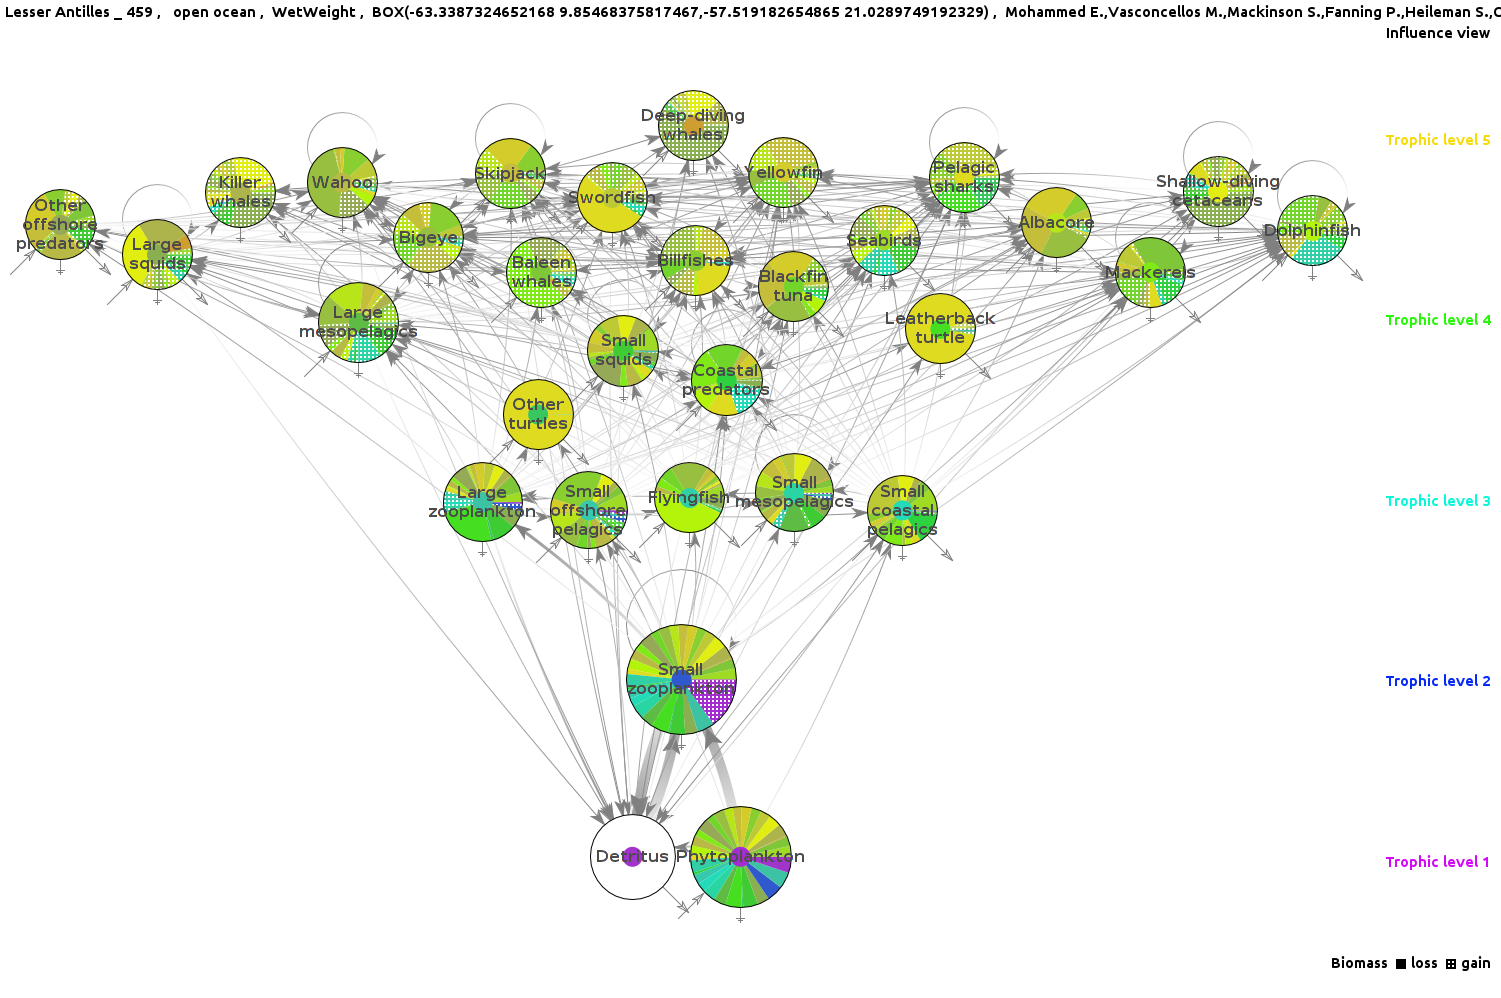 Lesser Antilles _ 459 ,   open ocean ,  WetWeight ,  BOX(-63.3387324652168 9.85468375817467,-57.519182654865 21.0289749192329) ,  Mohammed E.,Vasconcellos M.,Mackinson S.,Fanning P.,Heileman S.,
Influence view
Deep-diving
whales
Trophic level 5
Killer
whales
Wahoo
Skipjack
Swordfish
Yellowfin
Pelagic
sharks
Shallow-diving
cetaceans
Other
offshore
predators
Large
squids
Bigeye
Baleen
whales
Billfishes
Seabirds
Albacore
Dolphinfish
Blackfin
tuna
Mackerels
Large
mesopelagics
Small
squids
Leatherback
turtle
Trophic level 4
Coastal
predators
Other
turtles
Large
zooplankton
Small
offshore
pelagics
Flyingfish
Small
mesopelagics
Small
coastal
pelagics
Trophic level 3
Small
zooplankton
Trophic level 2
Detritus
Phytoplankton
Trophic level 1
Biomass loss gain